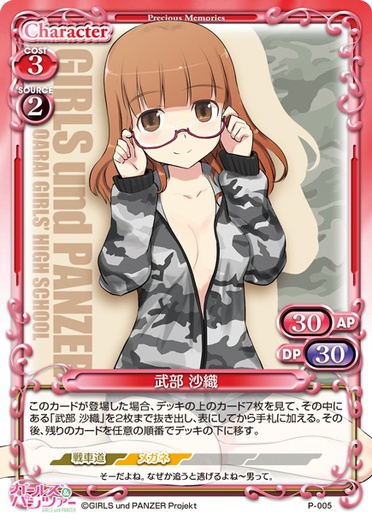 Precious Memories
Character
COST
3
SOURCE
2
GIRLS und PANZER
OARAI GIRLS' HIGH SCHOOL
30 AP
DP 30
武部 沙織
このカードが登場した場合、デッキの上のカード7枚を見て、その中に
ある「武部 沙織」を2枚まで抜き出し、表にしてから手札に加える。その
後、残りのカードを任意の順番でデッキの下に移す。
戦車道 メガネ
そーだよね。なぜか追うと逃げるよね～男って。
ガールズ&パンツァー
GIRLS und PANZER
©GIRLS und PANZER Projekt
P-005